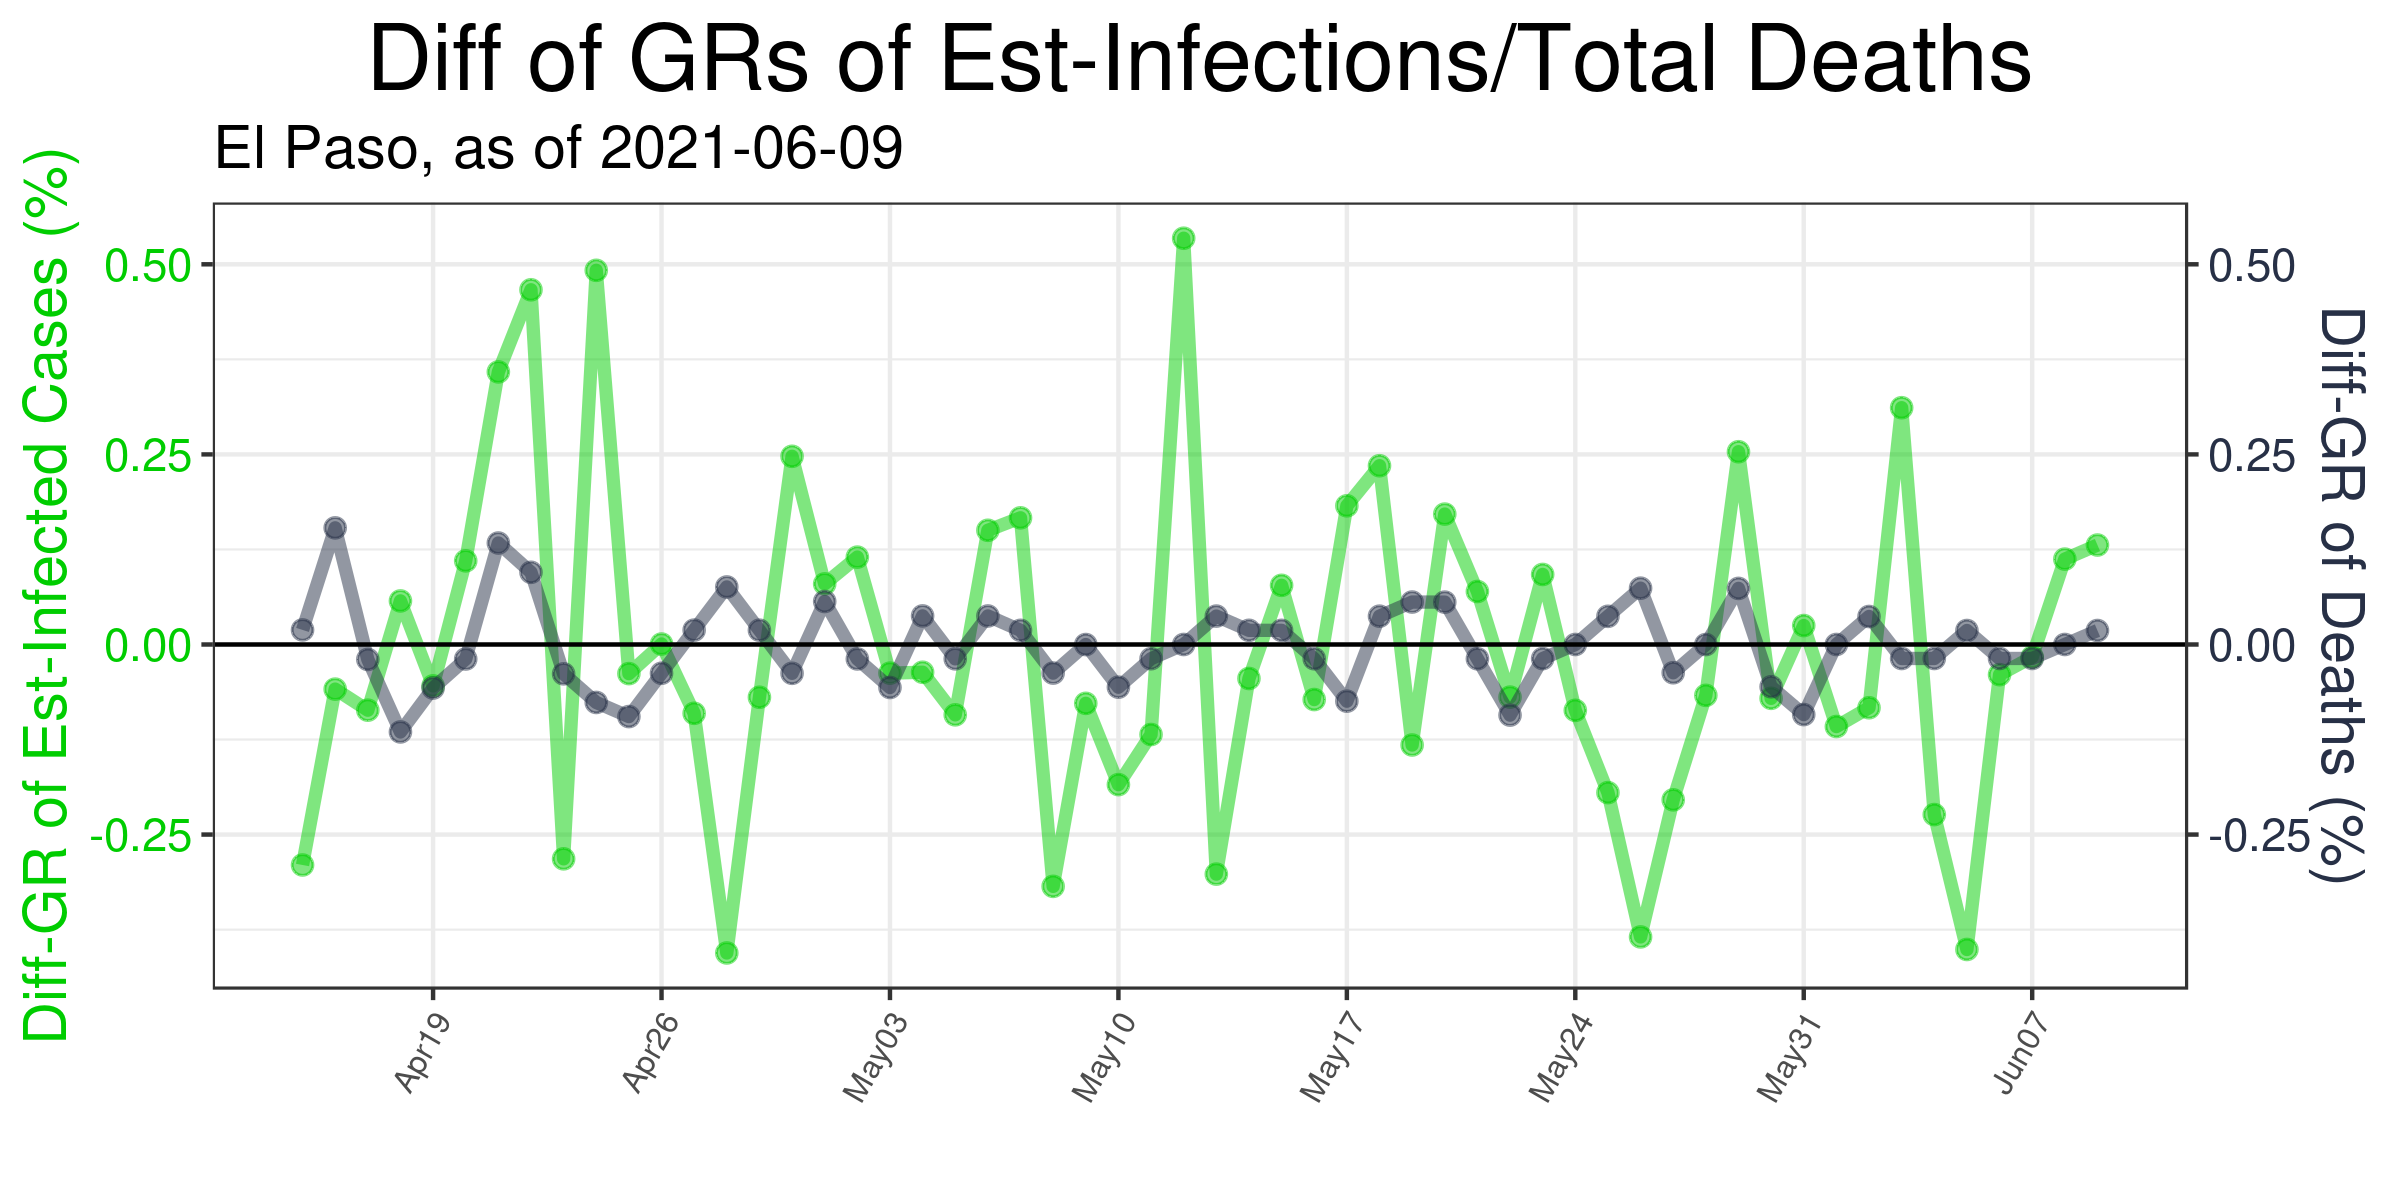 Diff of GRs of Est-Infections/Total Deaths
El Paso, as of 2021-06-09
Diff-GR of Est-Infected Cases (%)
0.50
0.25
0.00
-0.25
0.50
0.25
0.00
-0.25
Diff-GR of Deaths (%)
Apr19
Apr26
May03
May10
May17
May24
May31
Jun07